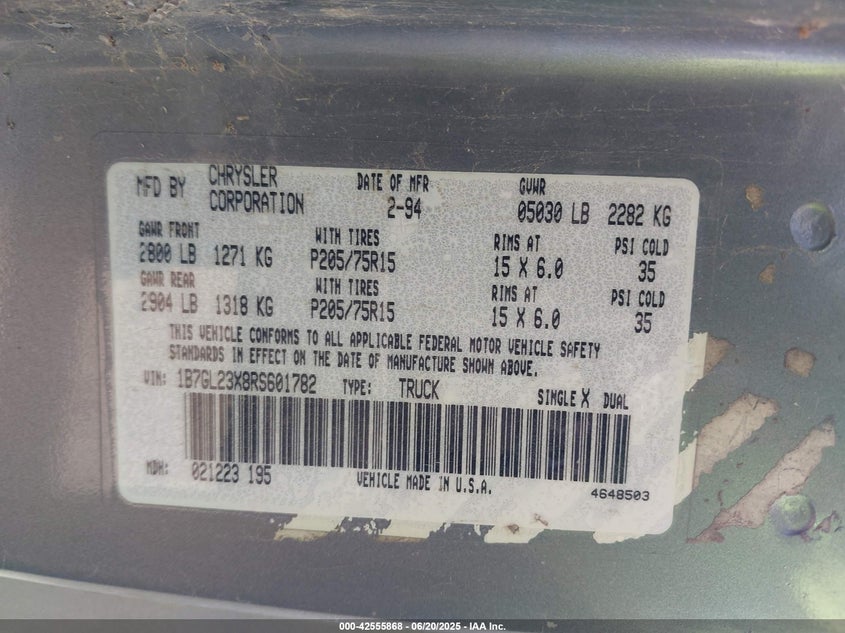 MFD BY CHRYSLER CORPORATION DATE OF MFR 2-94 GVWR 05030 LB 2282 KG
GAWR FRONT WITH TIRES RIMS AT PSI COLD
2800 LB 1271 KG P205/75R15 15 X 6.0 35
GAWR REAR WITH TIRES RIMS AT PSI COLD
2904 LB 1318 KG P205/75R15 15 X 6.0 35
THIS VEHICLE CONFORMS TO ALL APPLICABLE FEDERAL MOTOR VEHICLE SAFETY
STANDARDS IN EFFECT ON THE DATE OF MANUFACTURE SHOWN ABOVE.
VIN: 1B7GL23X8RS601782 TYPE: TRUCK SINGLE X DUAL
MDH: 021223 195 VEHICLE MADE IN U.S.A. 4648503
000-42555868 - 06/20/2025 - IAA Inc.